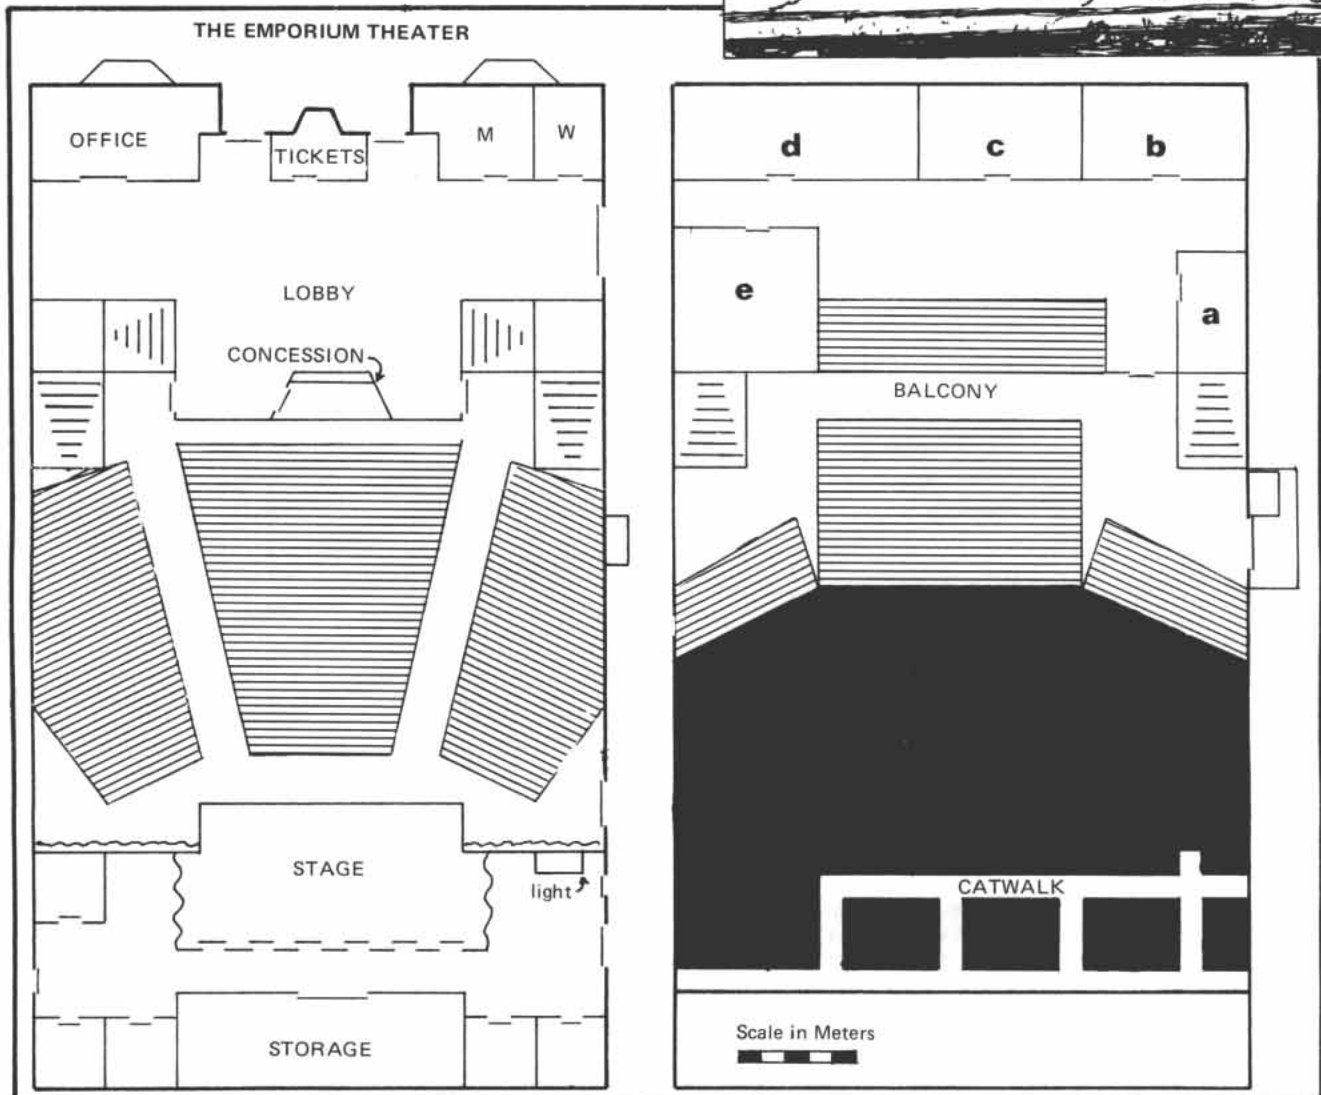 THE EMPORIUM THEATER
OFFICE
TICKETS
M
W
LOBBY
CONCESSION
STAGE
light
STORAGE
d
c
b
e
a
BALCONY
CATWALK
Scale in Meters